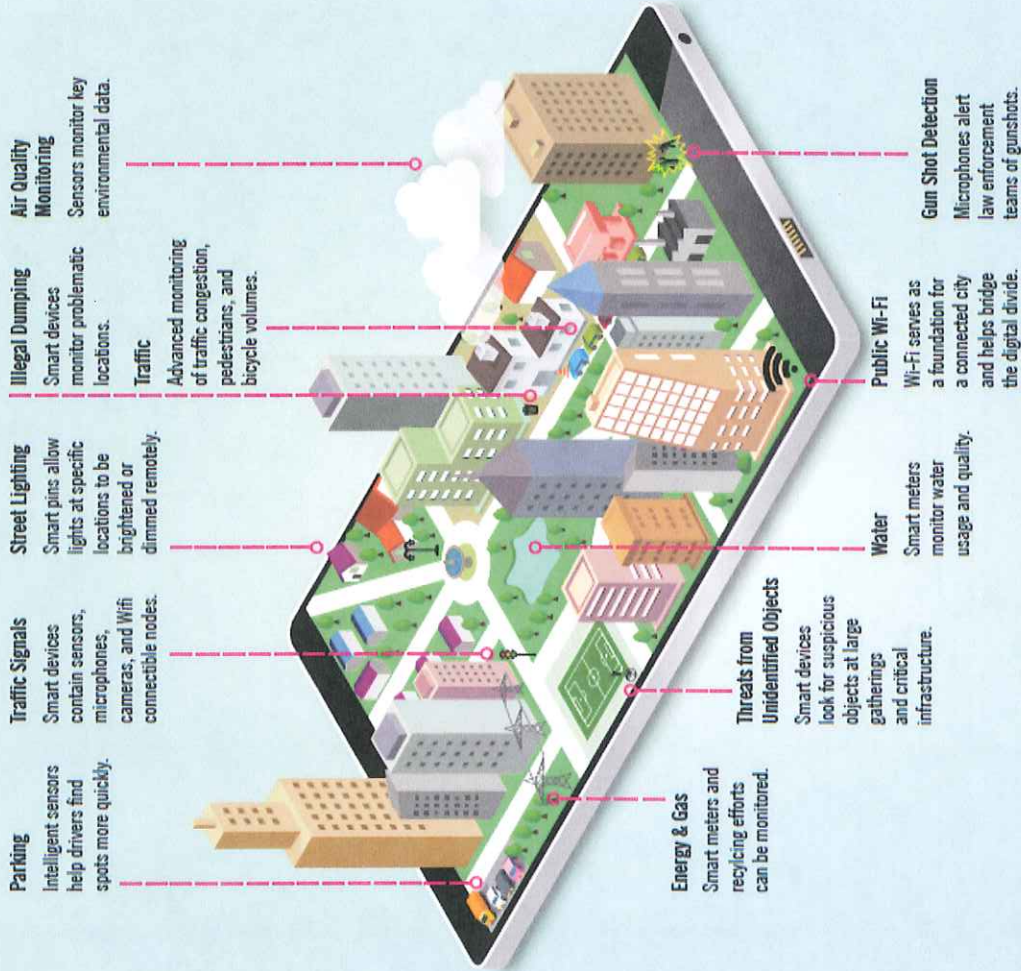 Parking
Intelligent sensors
help drivers find
spots more quickly.
Traffic Signals
Smart devices
contain sensors,
microphones,
cameras, and Wifi
connectible nodes.
Street Lighting
Smart pins allow
lights at specific
locations to be
brightened or
dimmed remotely.
Illegal Dumping
Smart devices
monitor problematic
locations.
Traffic
Advanced monitoring
of traffic congestion,
pedestrians, and
bicycle volumes.
Air Quality
Monitoring
Sensors monitor key
environmental data.
Energy & Gas
Smart meters and
recylcing efforts
can be monitored.
Threats from
Unidentified Objects
Smart devices
look for suspicious
objects at large
gatherings
and critical
infrastructure.
Water
Smart meters
monitor water
usage and quality.
Public Wi-Fi
Wi-Fi serves as
a foundation for
a connected city
and helps bridge
the digital divide.
Gun Shot Detection
Microphones alert
law enforcement
teams of gunshots.